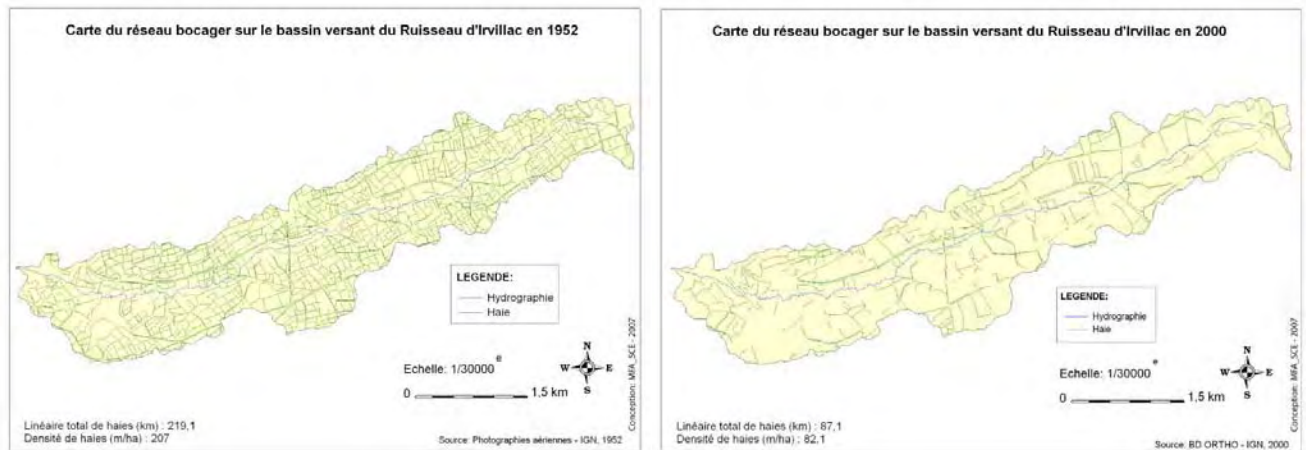 Carte du réseau bocager sur le bassin versant du Ruisseau d'Irvillac en 1952
LEGENDE:
Hydrographie
Haie
N
W E
S
Echelle: 1/30000 e
0 1,5 km
Conception: MFA_SCE - 2007
Linéaire total de haies (km) : 219,1
Densité de haies (m/ha) : 207
Source: Photographies aériennes - IGN, 1952
Carte du réseau bocager sur le bassin versant du Ruisseau d'Irvillac en 2000
LEGENDE:
Hydrographie
Haie
N
W E
S
Echelle: 1/30000 e
0 1,5 km
Conception: MFA_SCE - 2007
Linéaire total de haies (km) : 87,1
Densité de haies (m/ha) : 82,1
Source: BD ORTHO - IGN, 2000